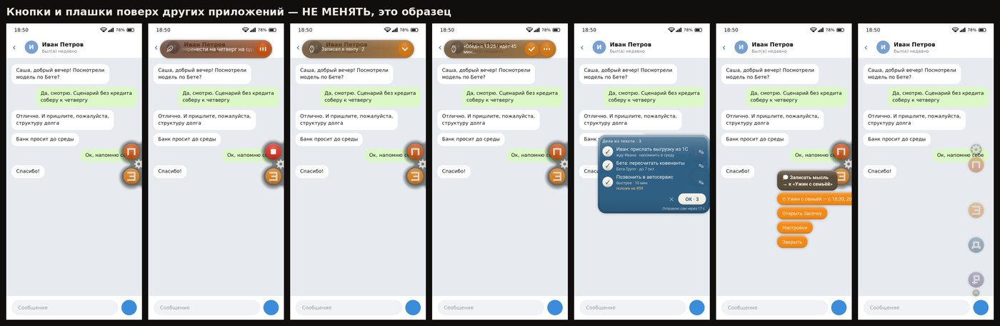 Кнопки и плашки поверх других приложений — НЕ МЕНЯТЬ, это образец
18:50
78%
Иван Петров
был(а) недавно
Саша, добрый вечер! Посмотрели
модель по Бете?
Да, смотрю. Сценарий без кредита
соберу к четвергу
Отлично. И пришлите, пожалуйста,
структуру долга
Банк просит до среды
Ок, напомню се
П
Спасибо!
З
Сообщение
18:50
78%
перенести на четверг на од
Саша, добрый вечер! Посмотрели
модель по Бете?
Да, смотрю. Сценарий без кредита
соберу к четвергу
Отлично. И пришлите, пожалуйста,
структуру долга
Банк просит до среды
Ок, напомню се
Спасибо!
З
Сообщение
18:50
78%
Записал в ленту · 2
Саша, добрый вечер! Посмотрели
модель по Бете?
Да, смотрю. Сценарий без кредита
соберу к четвергу
Отлично. И пришлите, пожалуйста,
структуру долга
Банк просит до среды
Ок, напомню се
П
Спасибо!
З
Сообщение
18:50
78%
«Обед» с 13:25 идёт 45
мин…
Саша, добрый вечер! Посмотрели
модель по Бете?
Да, смотрю. Сценарий без кредита
соберу к четвергу
Отлично. И пришлите, пожалуйста,
структуру долга
Банк просит до среды
Ок, напомню се
П
Спасибо!
З
Сообщение
18:50
78%
Иван Петров
был(а) недавно
Саша, добрый вечер! Посмотрели
модель по Бете?
Да, смотрю. Сценарий без кредита
соберу к четвергу
Отлично. И пришлите, пожалуйста,
структуру долга
Дела из текста · 3
Иван: прислать выгрузку из 1С
жду Ивана · напомнить в среду
Бета: пересчитать ковенанты
Бета Групп · до 7 окт.
Позвонить в автосервис
быстрое · 10 мин
похоже на #59
ОК · 3
Отправлю сам через 17 с
Сообщение
18:50
78%
Иван Петров
был(а) недавно
Саша, добрый вечер! Посмотрели
модель по Бете?
Да, смотрю. Сценарий без кредита
соберу к четвергу
Отлично. И пришлите, пожалуйста,
структуру долга
Банк просит до среды
Ок, напомню се
П
Спасибо!
З
Записать мысль
→ к «Ужин с семьёй»
Ужин с семьёй — с 18:30, 20
Открыть Засечку
Настройки
Закрыть
Сообщение
18:50
78%
Иван Петров
был(а) недавно
Саша, добрый вечер! Посмотрели
модель по Бете?
Да, смотрю. Сценарий без кредита
соберу к четвергу
Отлично. И пришлите, пожалуйста,
структуру долга
Банк просит до среды
Ок, напомню себе
П
Спасибо!
З
Д
₽
Сообщение